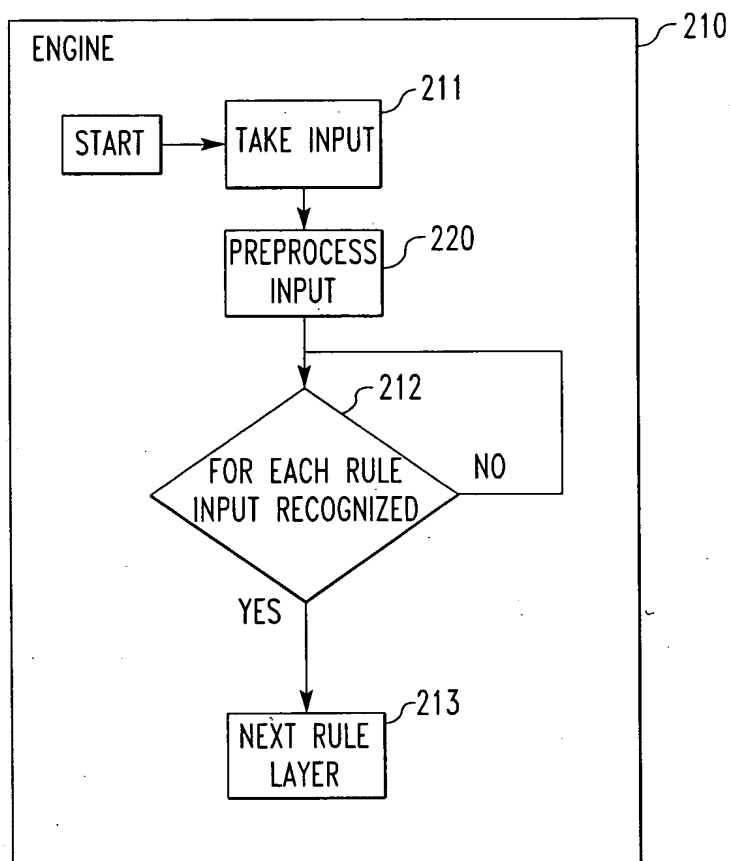 210
ENGINE
211
START
TAKE INPUT
220
PREPROCESS
INPUT
212
FOR EACH RULE
INPUT RECOGNIZED
NO
YES
213
NEXT RULE
LAYER